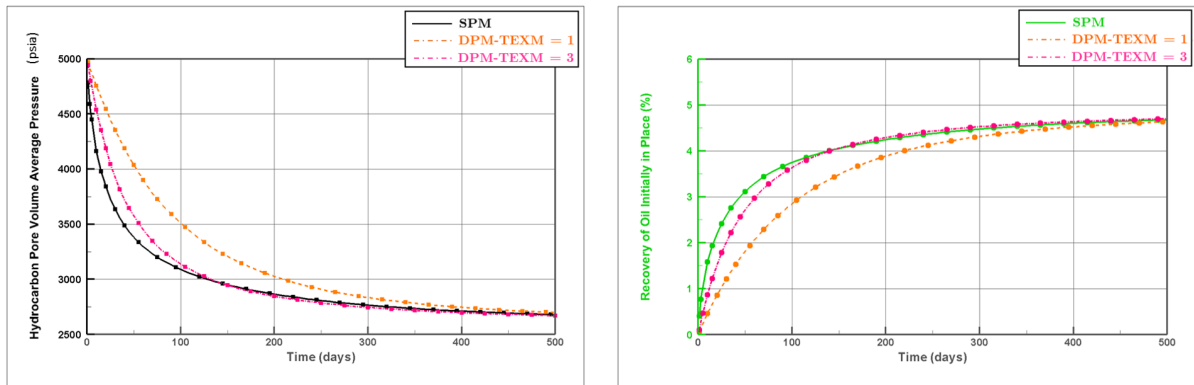 SPM
DPM-TEXM = 1
DPM-TEXM = 3
Hydrocarbon Pore Volume Average Pressure (psia)
5000
4500
4000
3500
3000
2500
0
100
200
300
400
500
Time (days)
SPM
DPM-TEXM = 1
DPM-TEXM = 3
Recovery of Oil Initially in Place (%)
6
5
4
3
2
1
0
0
100
200
300
400
500
Time (days)